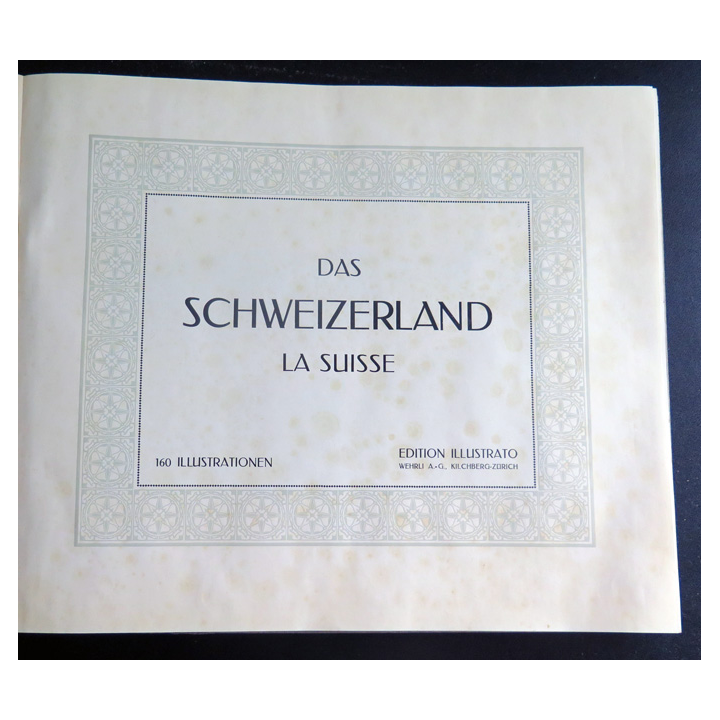 DAS
SCHWEIZERLAND
LA SUISSE
160 ILLUSTRATIONEN
EDITION ILLUSTRATO
WEHRLI A.-G., KILCHBERG-ZÜRICH